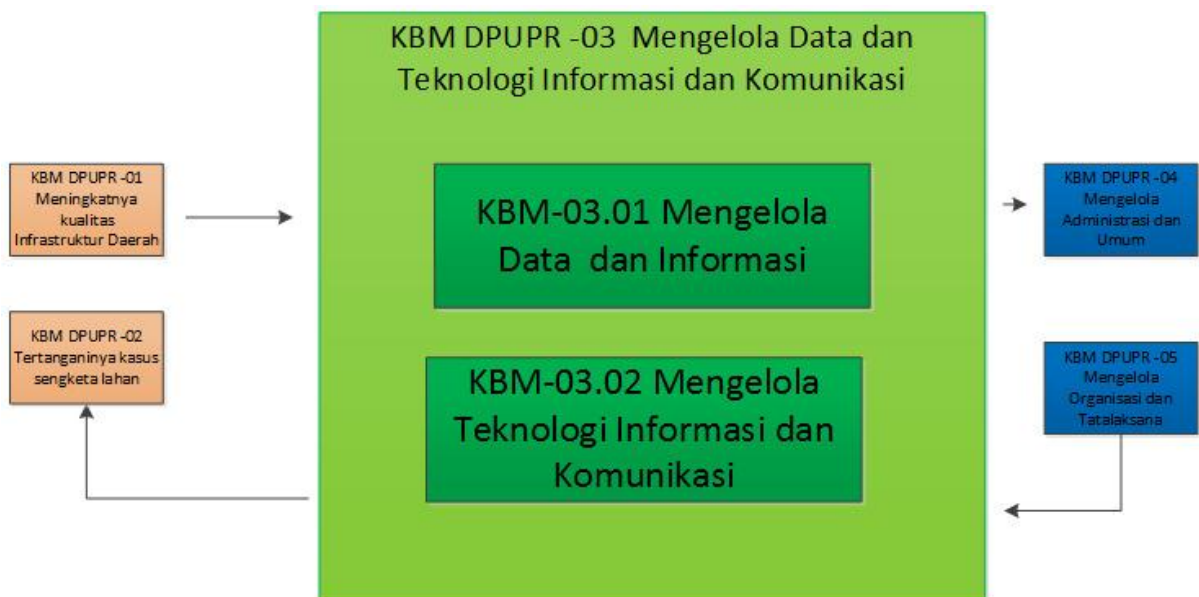 KBM DPUPR -03 Mengelola Data dan
Teknologi Informasi dan Komunikasi
KBM DPUPR -01
Meningkatnya
kualitas
Infrastruktur Daerah
KBM DPUPR -02
Tertanganinya kasus
sengketa lahan
KBM-03.01 Mengelola
Data dan Informasi
KBM-03.02 Mengelola
Teknologi Informasi dan
Komunikasi
KBM DPUPR -04
Mengelola
Administrasi dan
Umum
KBM DPUPR -05
Mengelola
Organisasi dan
Tatalaksana